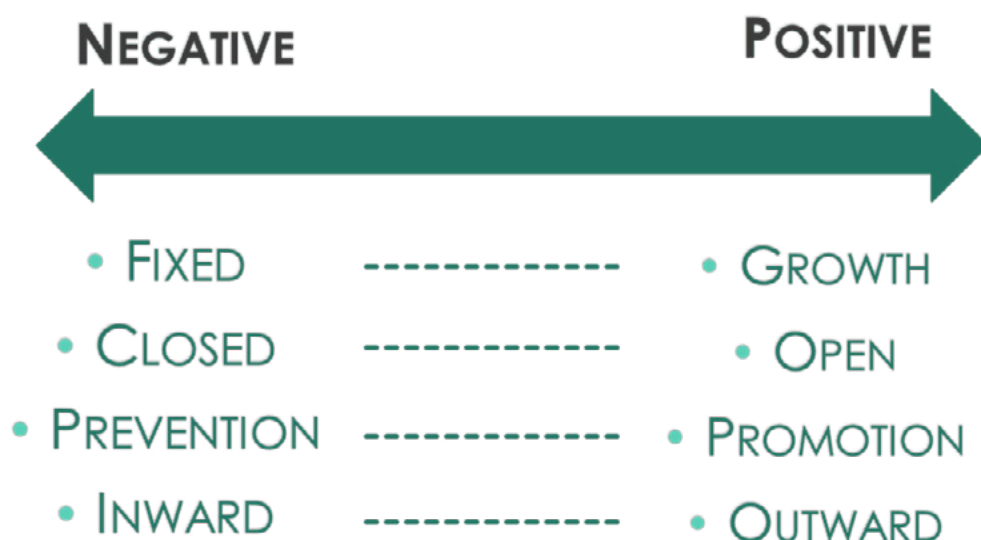 NEGATIVE POSITIVE
• FIXED ------------- • GROWTH
• CLOSED ------------- • OPEN
• PREVENTION ------------- • PROMOTION
• INWARD ------------- • OUTWARD